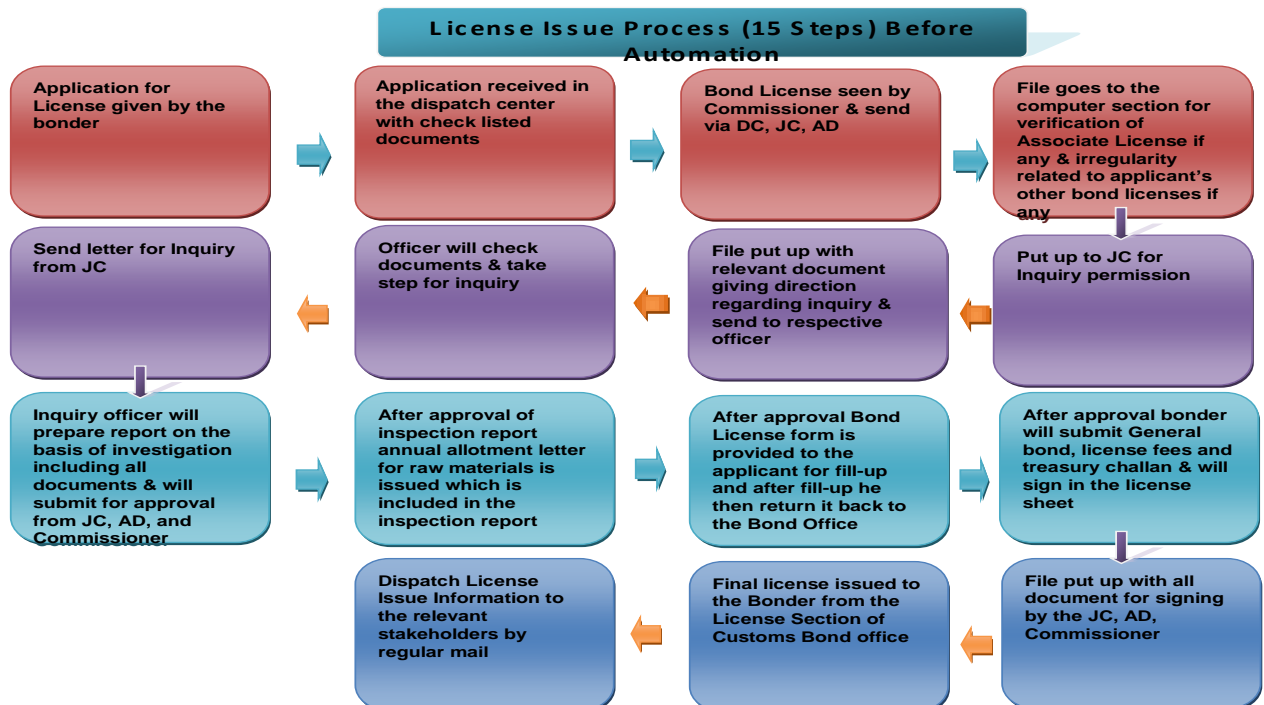 License Issue Process (15 Steps) Before
Automation
Application for
License given by the
bonder
Application received in
the dispatch center
with check listed
documents
Bond License seen by
Commissioner & send
via DC, JC, AD
File goes to the
computer section for
verification of
Associate License if
any & irregularity
related to applicant’s
other bond licenses if
any
Put up to JC for
Inquiry permission
File put up with
relevant document
giving direction
regarding inquiry &
send to respective
officer
Officer will check
documents & take
step for inquiry
Send letter for Inquiry
from JC
Inquiry officer will
prepare report on the
basis of investigation
including all
documents & will
submit for approval
from JC, AD, and
Commissioner
After approval of
inspection report
annual allotment letter
for raw materials is
issued which is
included in the
inspection report
After approval Bond
License form is
provided to the
applicant for fill-up
and after fill-up he
then return it back to
the Bond Office
After approval bonder
will submit General
bond, license fees and
treasury challan & will
sign in the license
sheet
File put up with all
document for signing
by the JC, AD,
Commissioner
Final license issued to
the Bonder from the
License Section of
Customs Bond office
Dispatch License
Issue Information to
the relevant
stakeholders by
regular mail